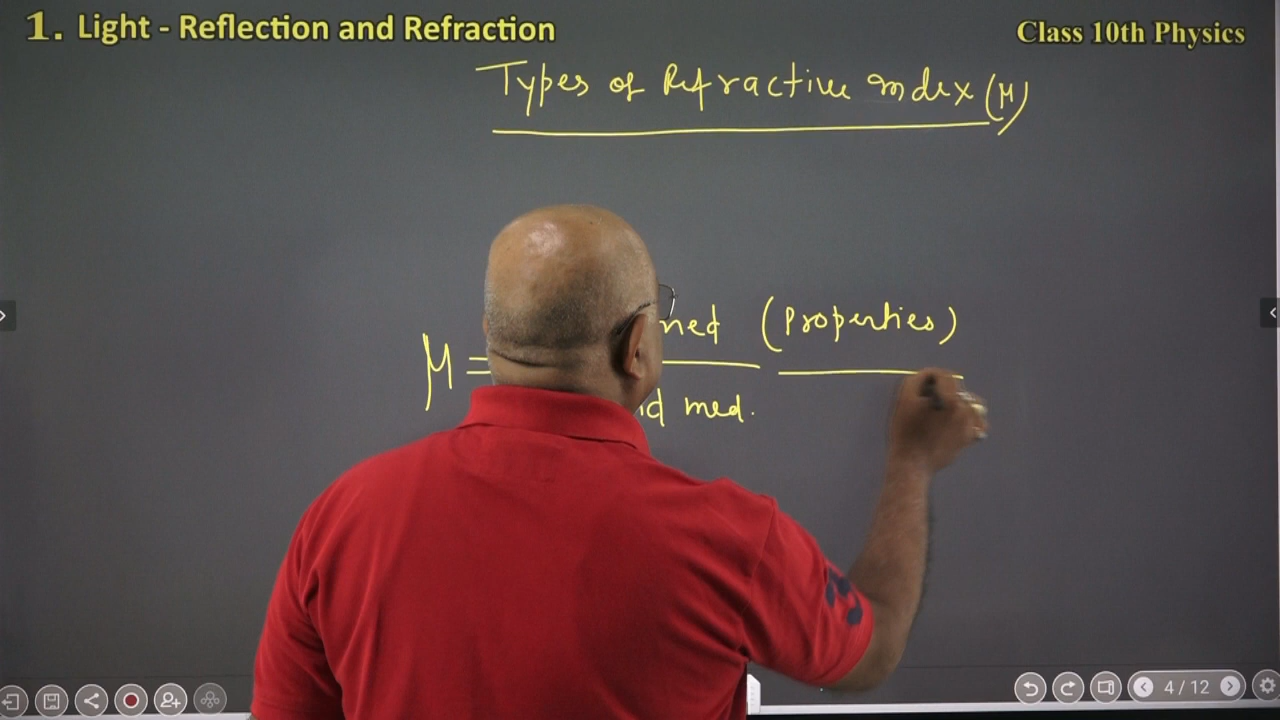 1. Light - Reflection and Refraction
Class 10th Physics
Types of Refractive Index (μ)
med (Properties)
μ =
med.
4 / 12